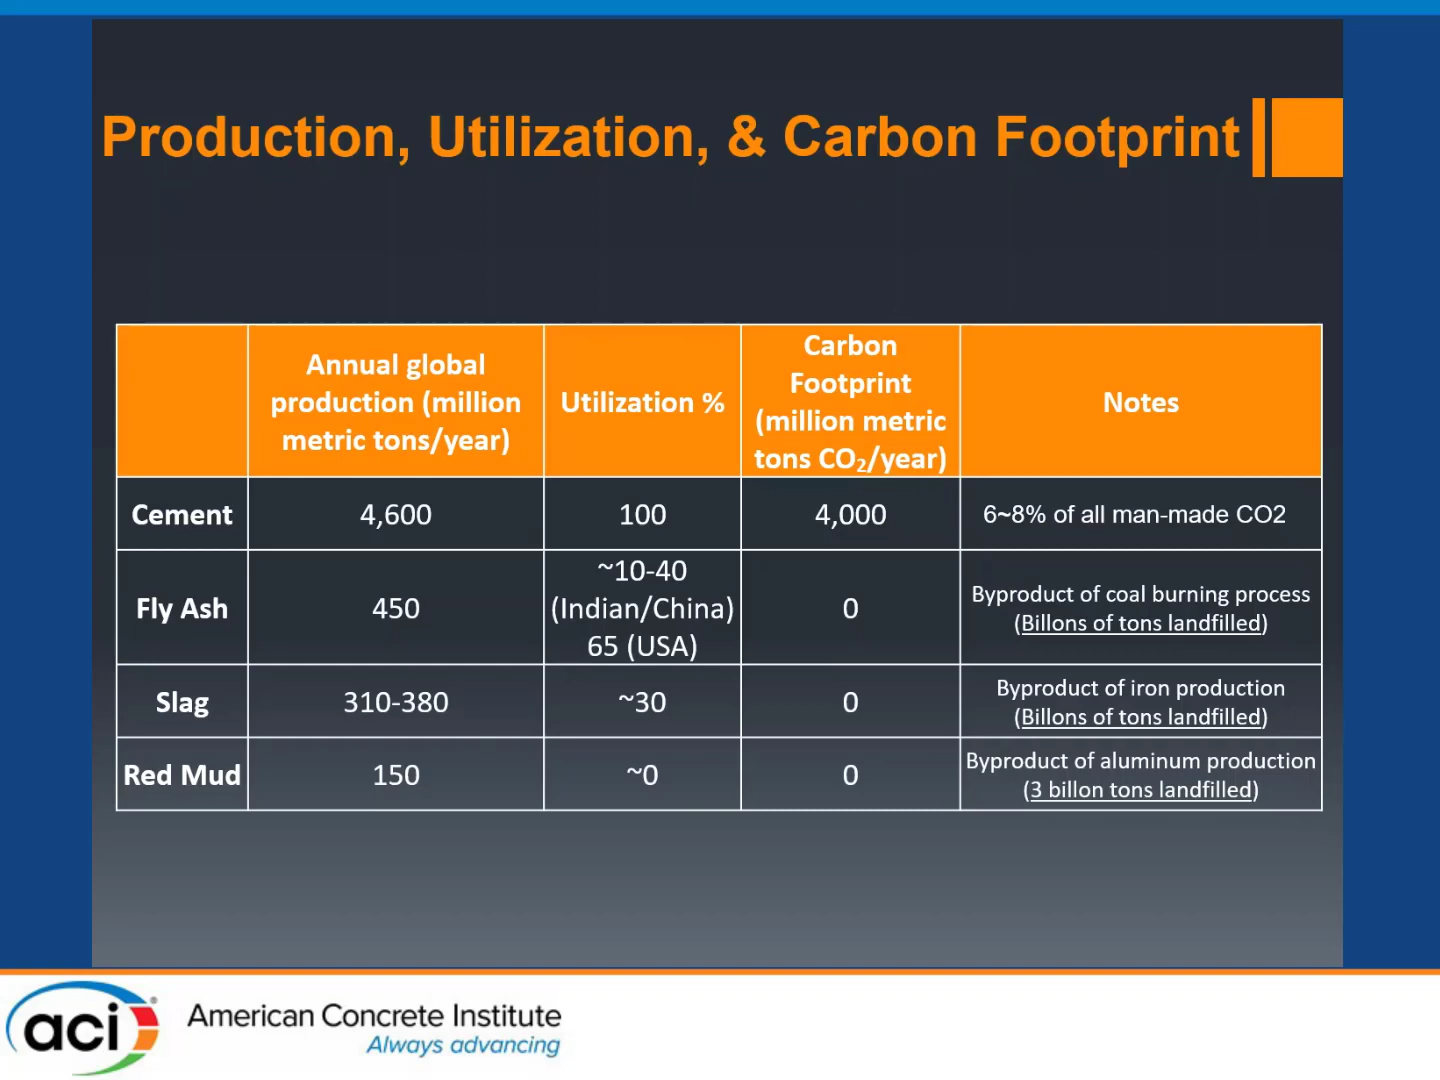 Production, Utilization, & Carbon Footprint
Annual global
production (million
metric tons/year)
Utilization %
Carbon
Footprint
(million metric
tons CO₂/year)
Notes
Cement
4,600
100
4,000
6~8% of all man-made CO2
Fly Ash
450
~10-40
(Indian/China)
65 (USA)
0
Byproduct of coal burning process
(Billons of tons landfilled)
Slag
310-380
~30
0
Byproduct of iron production
(Billons of tons landfilled)
Red Mud
150
~0
0
Byproduct of aluminum production
(3 billon tons landfilled)
aci®
American Concrete Institute
Always advancing